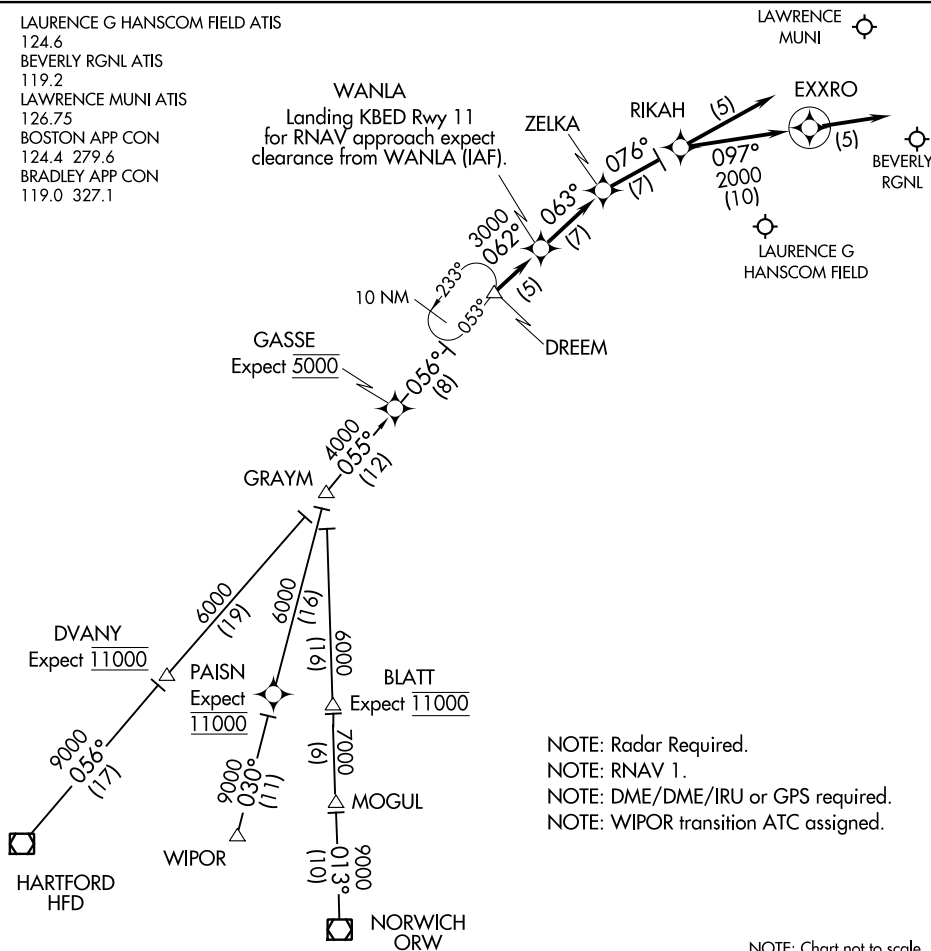 LAURENCE G HANSCOM FIELD ATIS
124.6
BEVERLY RGNL ATIS
119.2
LAWRENCE MUNI ATIS
126.75
BOSTON APP CON
124.4 279.6
BRADLEY APP CON
119.0 327.1
LAWRENCE
MUNI
WANLA
Landing KBED Rwy 11
for RNAV approach expect
clearance from WANLA (IAF).
ZELKA
RIKAH
(5)
EXXRO
(5)
BEVERLY
RGNL
076°
(7)
097°
2000
(10)
LAURENCE G
HANSCOM FIELD
063°
(7)
3000
062°
(5)
233°
053°
10 NM
DREEM
GASSE
Expect 5000
056°
(8)
4000
055°
(12)
GRAYM
6000
(19)
6000
(16)
6000
(16)
DVANY
Expect 11000
PAISN
Expect
11000
BLATT
Expect 11000
9000
056°
(17)
9000
030°
(11)
7000
(6)
MOGUL
WIPOR
9000
013°
(10)
HARTFORD
HFD
NORWICH
ORW
NOTE: Radar Required.
NOTE: RNAV 1.
NOTE: DME/DME/IRU or GPS required.
NOTE: WIPOR transition ATC assigned.
NOTE: Chart not to scale